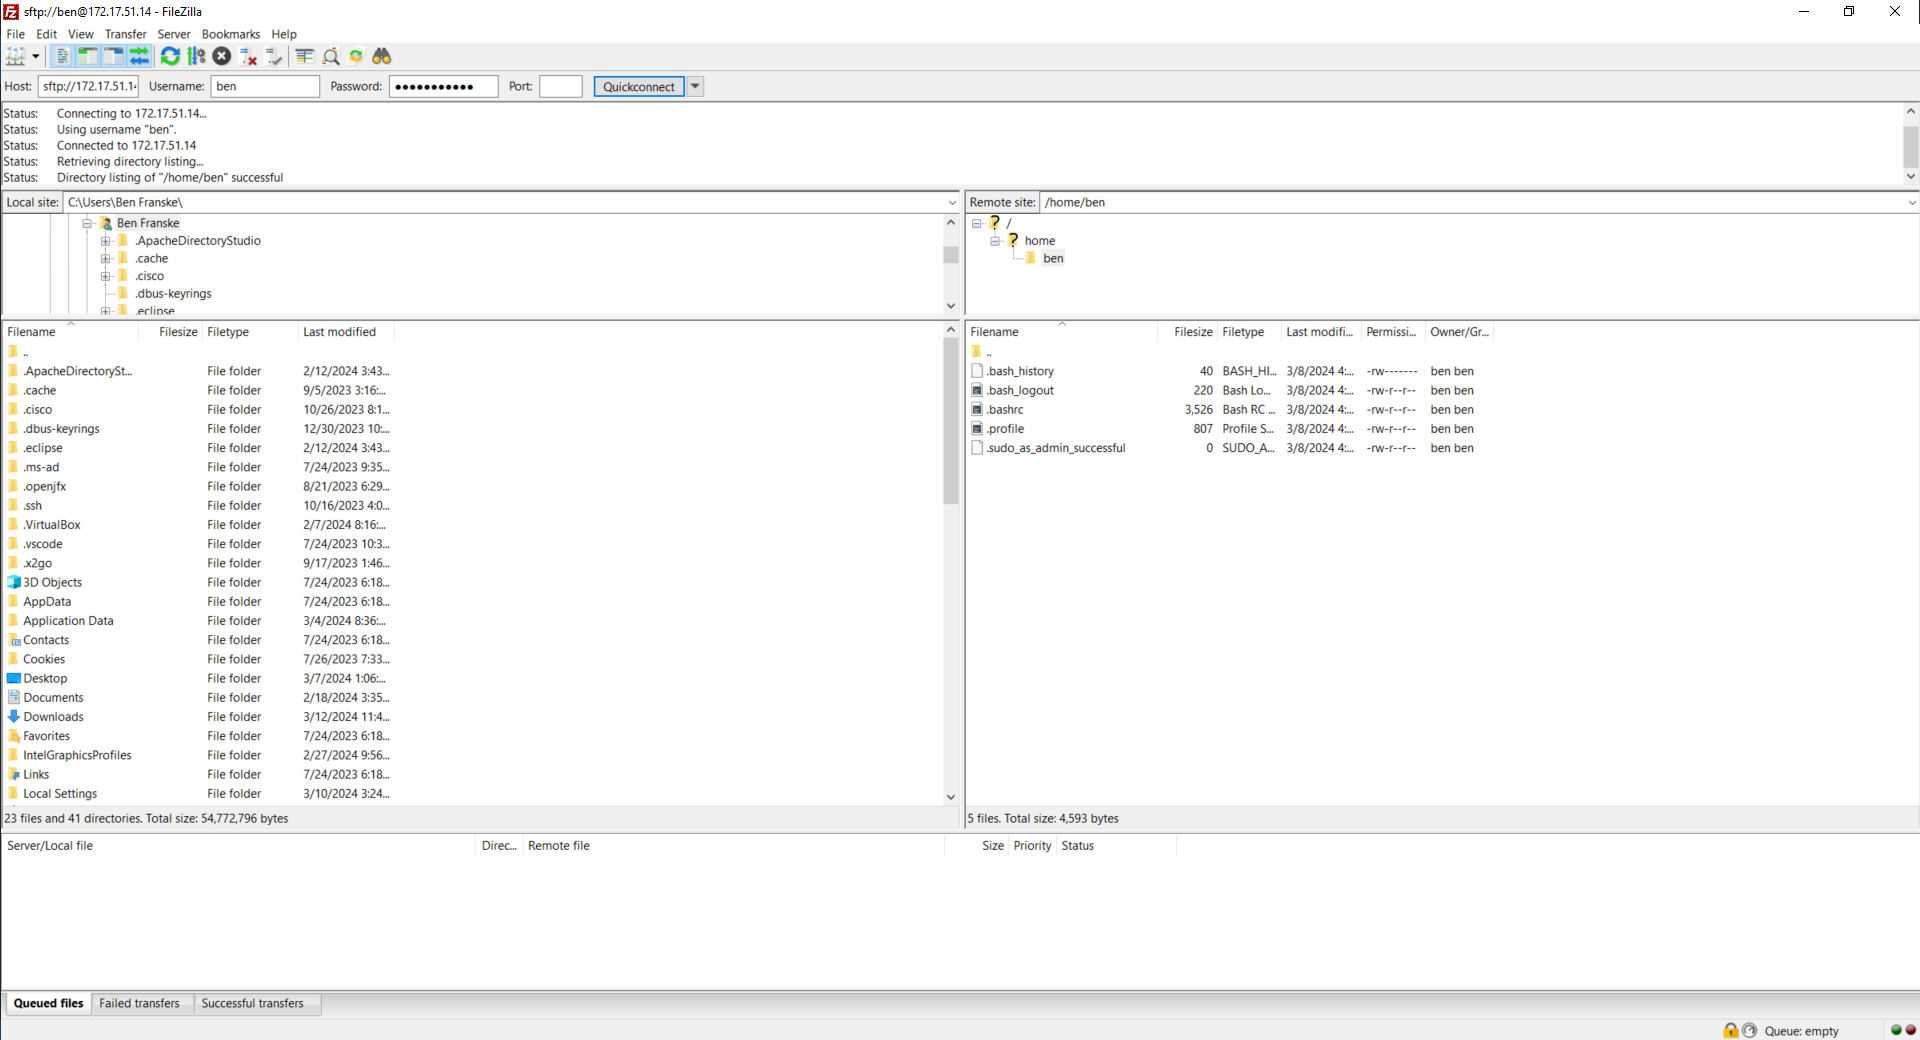 sftp://ben@172.17.51.14 - FileZilla
File Edit View Transfer Server Bookmarks Help
Host: sftp://172.17.51.14 Username: ben Password: ●●●●●●●●●●● Port: Quickconnect
Status: Connecting to 172.17.51.14...
Status: Using username "ben".
Status: Connected to 172.17.51.14
Status: Retrieving directory listing...
Status: Directory listing of "/home/ben" successful
Local site: C:\Users\Ben Franske\
Ben Franske
.ApacheDirectoryStudio
.cache
.cisco
.dbus-keyrings
.eclipse
Remote site: /home/ben
/
home
ben
Filename Filesize Filetype Last modified
..
.ApacheDirectorySt... File folder 2/12/2024 3:43...
.cache File folder 9/5/2023 3:16:...
.cisco File folder 10/26/2023 8:1...
.dbus-keyrings File folder 12/30/2023 10:...
.eclipse File folder 2/12/2024 3:43...
.ms-ad File folder 7/24/2023 9:35...
.openjfx File folder 8/21/2023 6:29...
.ssh File folder 10/16/2023 4:0...
.VirtualBox File folder 2/7/2024 8:16:...
.vscode File folder 7/24/2023 10:3...
.x2go File folder 9/17/2023 1:46...
3D Objects File folder 7/24/2023 6:18...
AppData File folder 7/24/2023 6:18...
Application Data File folder 3/4/2024 8:36:...
Contacts File folder 7/24/2023 6:18...
Cookies File folder 7/26/2023 7:33...
Desktop File folder 3/7/2024 1:06:...
Documents File folder 2/18/2024 3:35...
Downloads File folder 3/12/2024 11:4...
Favorites File folder 7/24/2023 6:18...
IntelGraphicsProfiles File folder 2/27/2024 9:56...
Links File folder 7/24/2023 6:18...
Local Settings File folder 3/10/2024 3:24...
23 files and 41 directories. Total size: 54,772,796 bytes
Filename Filesize Filetype Last modifi... Permissi... Owner/Gr...
..
.bash_history 40 BASH_HI... 3/8/2024 4:... -rw------- ben ben
.bash_logout 220 Bash Lo... 3/8/2024 4:... -rw-r--r-- ben ben
.bashrc 3,526 Bash RC ... 3/8/2024 4:... -rw-r--r-- ben ben
.profile 807 Profile S... 3/8/2024 4:... -rw-r--r-- ben ben
.sudo_as_admin_successful 0 SUDO_A... 3/8/2024 4:... -rw-r--r-- ben ben
5 files. Total size: 4,593 bytes
Server/Local file Direc... Remote file Size Priority Status
Queued files Failed transfers Successful transfers
Queue: empty